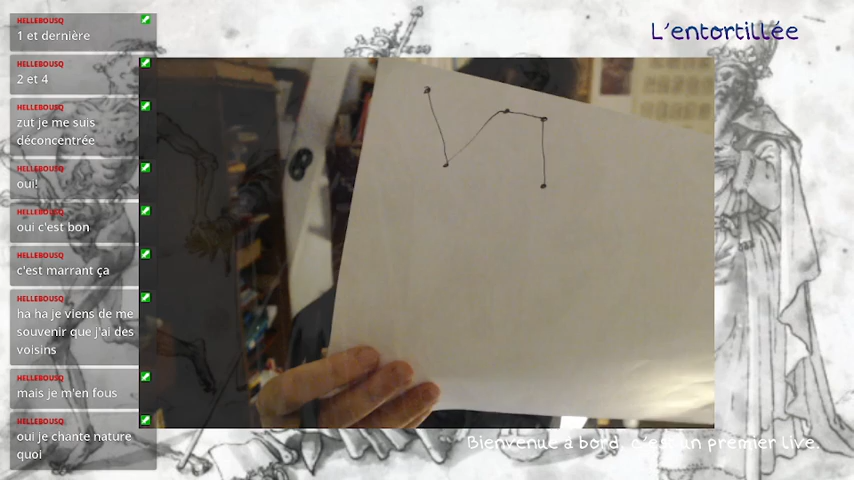 L'entortillée
HELLEBOUSQ
1 et dernière
HELLEBOUSQ
2 et 4
HELLEBOUSQ
zut je me suis
déconcentrée
HELLEBOUSQ
oui!
HELLEBOUSQ
oui c'est bon
HELLEBOUSQ
c'est marrant ça
HELLEBOUSQ
ha ha je viens de me
souvenir que j'ai des
voisins
HELLEBOUSQ
mais je m'en fous
HELLEBOUSQ
oui je chante nature
quoi
Bienvenue à bord, c'est un premier live.